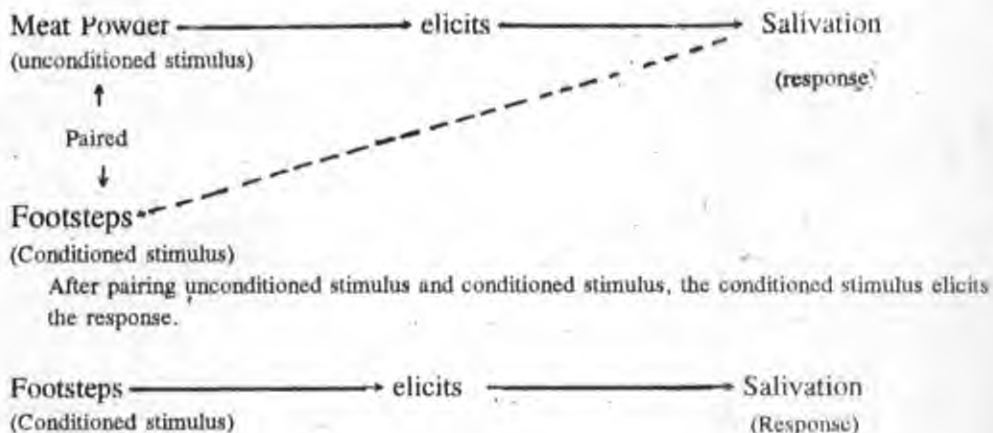 Meat Powder elicits Salivation
(unconditioned stimulus)
(response)
Paired
Footsteps
(Conditioned stimulus)
After pairing unconditioned stimulus and conditioned stimulus, the conditioned stimulus elicits
the response.
Footsteps elicits Salivation
(Conditioned stimulus) (Response)